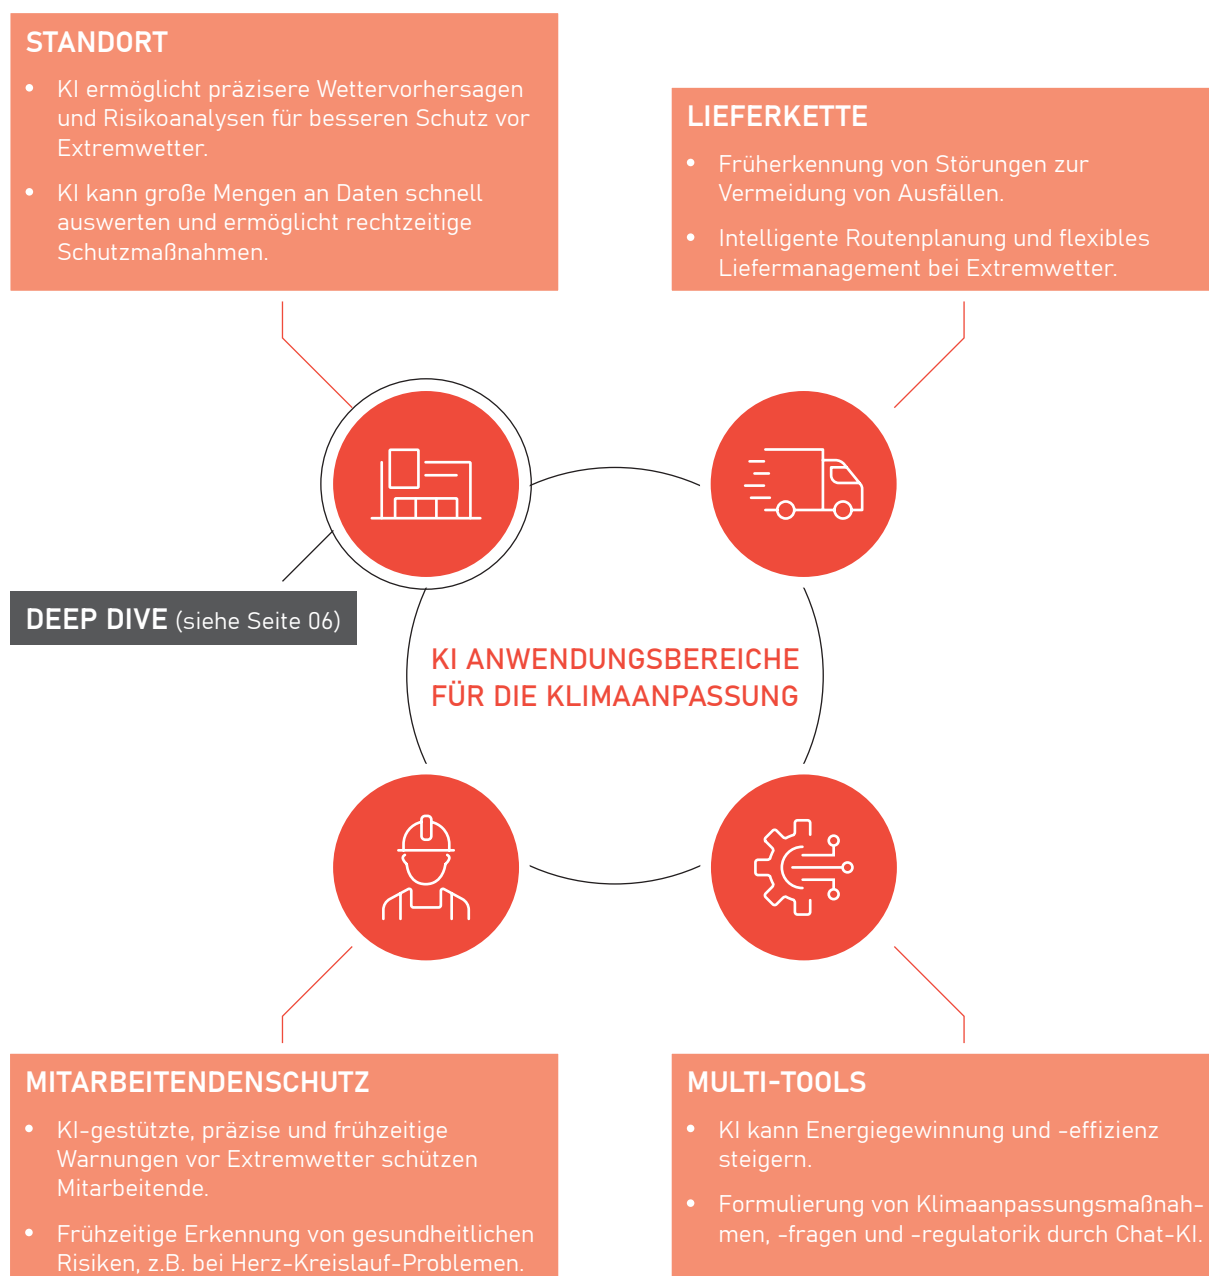 STANDORT
• KI ermöglicht präzisere Wettervorhersagen
und Risikoanalysen für besseren Schutz vor
Extremwetter.
• KI kann große Mengen an Daten schnell
auswerten und ermöglicht rechtzeitige
Schutzmaßnahmen.
LIEFERKETTE
• Früherkennung von Störungen zur
Vermeidung von Ausfällen.
• Intelligente Routenplanung und flexibles
Liefermanagement bei Extremwetter.
DEEP DIVE (siehe Seite 06)
KI ANWENDUNGSBEREICHE
FÜR DIE KLIMAANPASSUNG
MITARBEITENDENSCHUTZ
• KI-gestützte, präzise und frühzeitige
Warnungen vor Extremwetter schützen
Mitarbeitende.
• Frühzeitige Erkennung von gesundheitlichen
Risiken, z.B. bei Herz-Kreislauf-Problemen.
MULTI-TOOLS
• KI kann Energiegewinnung und -effizienz
steigern.
• Formulierung von Klimaanpassungsmaßnah-
men, -fragen und -regulatorik durch Chat-KI.